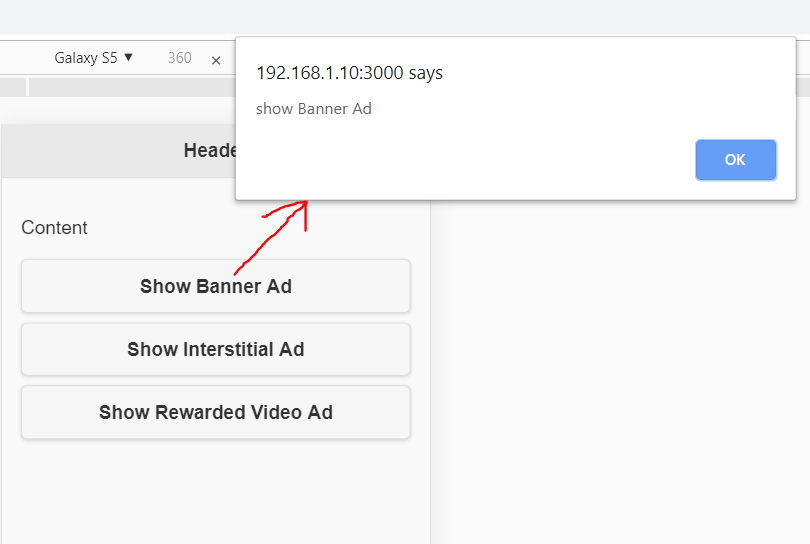 Galaxy S5 ▼ 360 ×
192.168.1.10:3000 says
show Banner Ad
OK
Heade
Content
Show Banner Ad
Show Interstitial Ad
Show Rewarded Video Ad